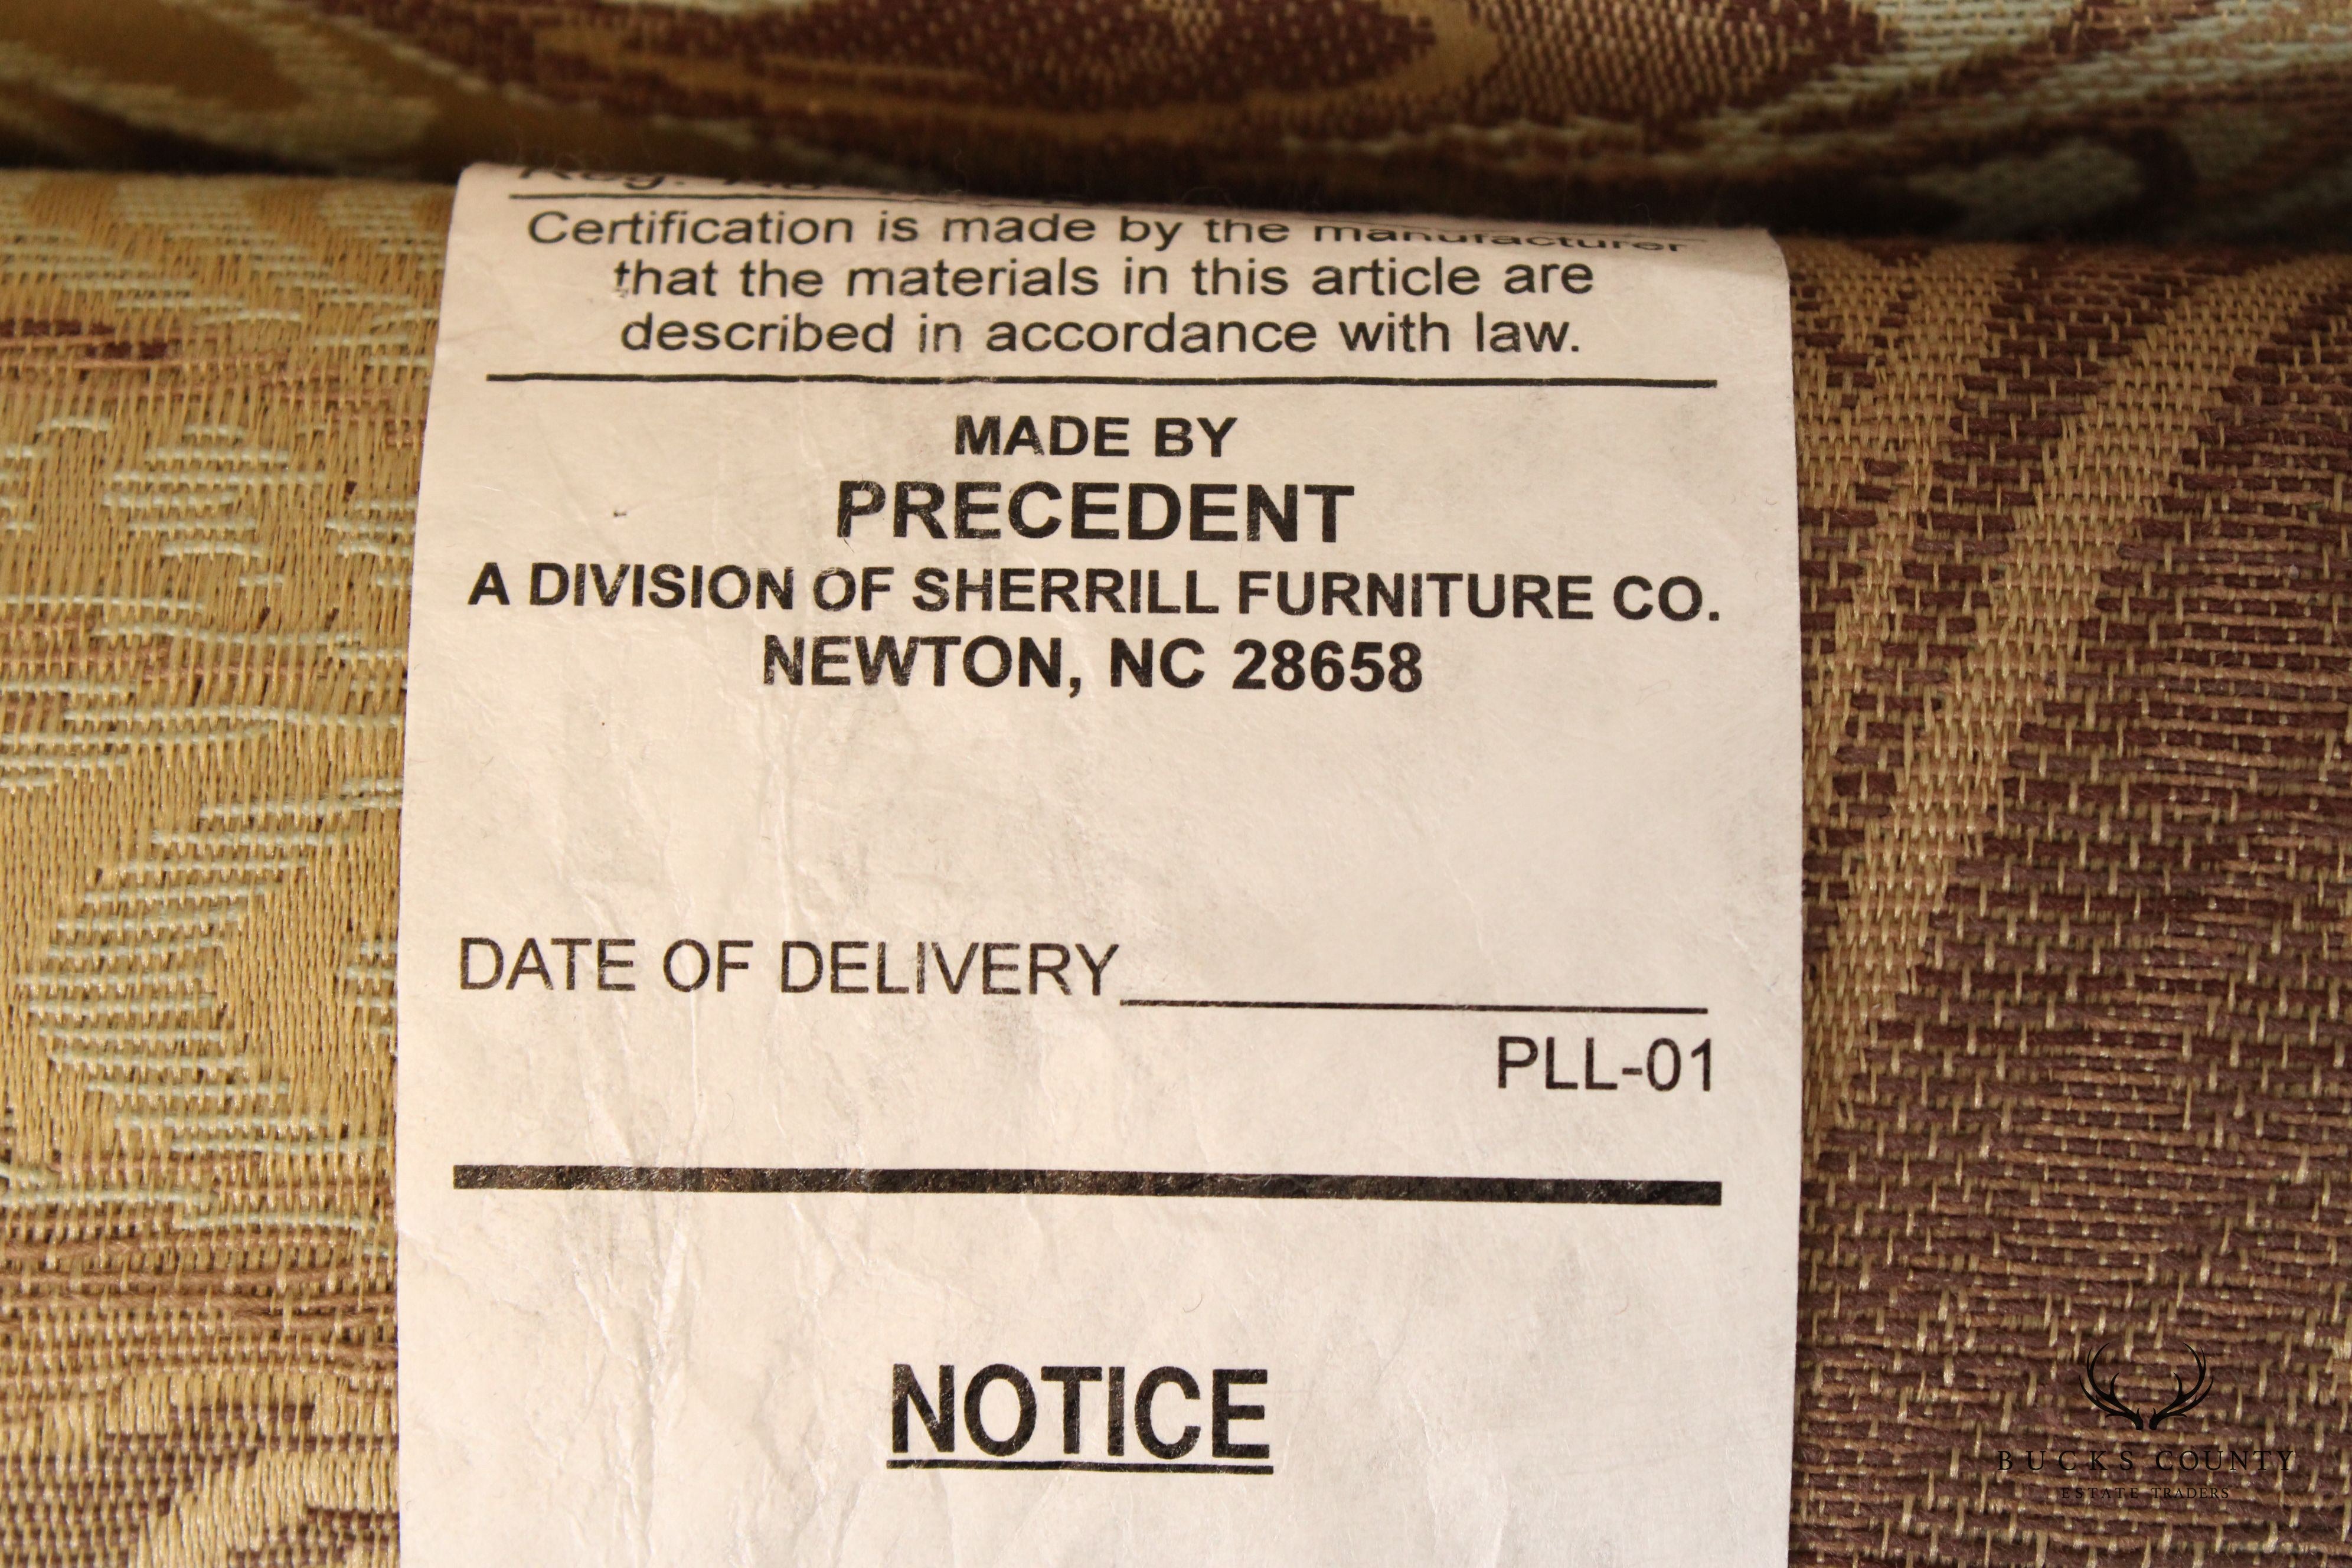 Reg. No.
Certification is made by the manufacturer
that the materials in this article are
described in accordance with law.
MADE BY
PRECEDENT
A DIVISION OF SHERRILL FURNITURE CO.
NEWTON, NC 28658
DATE OF DELIVERY
PLL-01
NOTICE
BUCKS COUNTY
ESTATE TRADERS